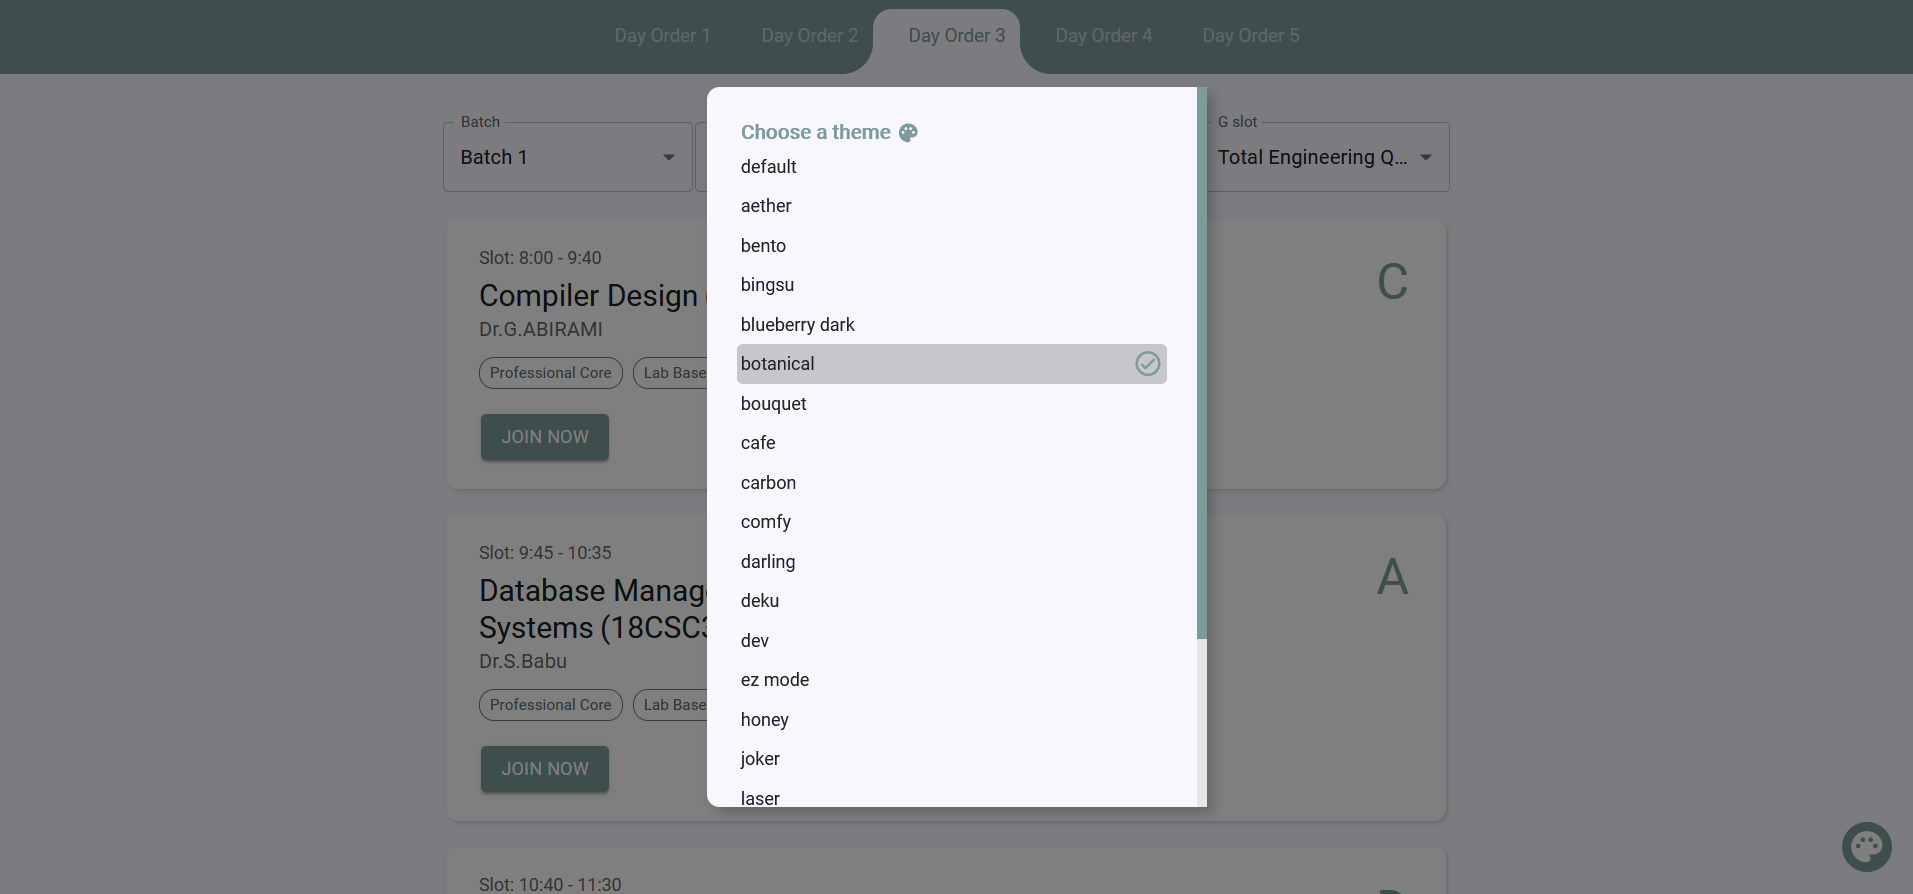 Day Order 1
Day Order 2
Day Order 3
Day Order 4
Day Order 5
Batch
Batch 1
G slot
Total Engineering Q...
Choose a theme
default
aether
bento
bingsu
blueberry dark
botanical
bouquet
cafe
carbon
comfy
darling
deku
dev
ez mode
honey
joker
laser
Slot: 8:00 - 9:40
Compiler Design
Dr.G.ABIRAMI
Professional Core
Lab Base
JOIN NOW
C
Slot: 9:45 - 10:35
Database Manag
Systems (18CSC3
Dr.S.Babu
Professional Core
Lab Base
JOIN NOW
A
Slot: 10:40 - 11:30